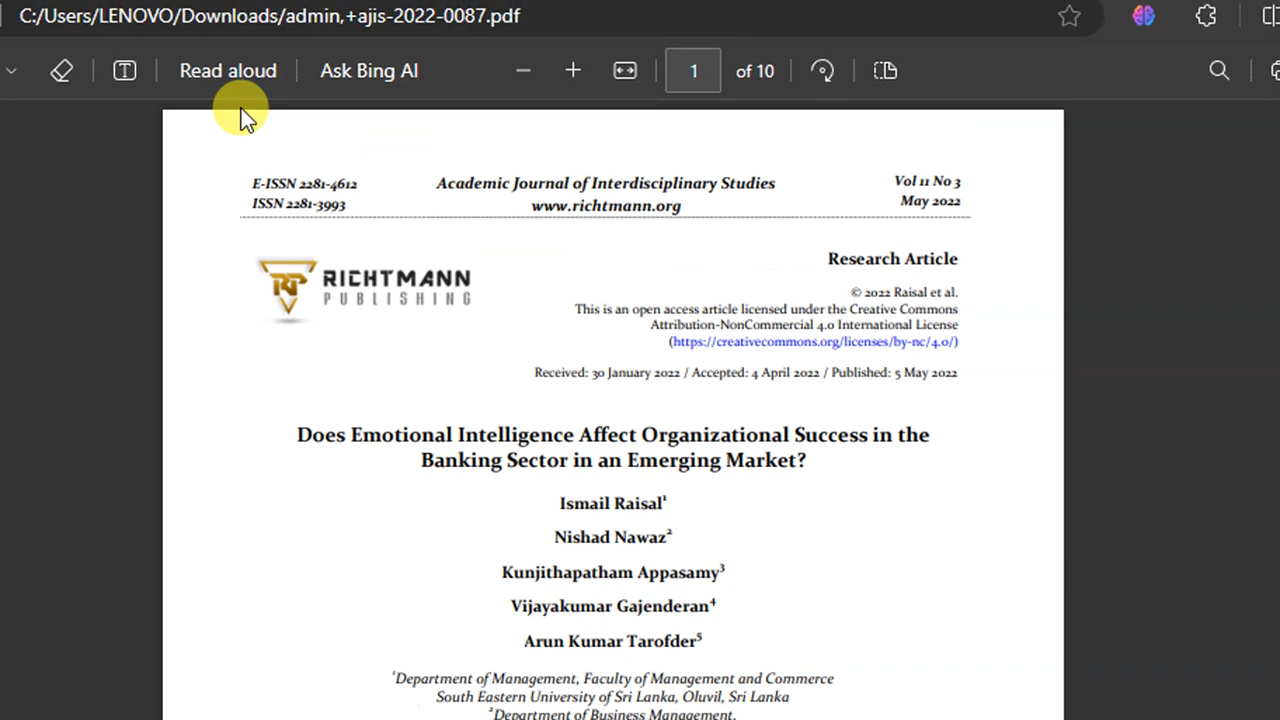 C:/Users/LENOVO/Downloads/admin,+ajis-2022-0087.pdf
Read aloud Ask Bing AI 1 of 10
E-ISSN 2281-4612 Academic Journal of Interdisciplinary Studies Vol 11 No 3
ISSN 2281-3993 www.richtmann.org May 2022
Research Article
RICHTMANN
PUBLISHING
© 2022 Raisal et al.
This is an open access article licensed under the Creative Commons
Attribution-NonCommercial 4.0 International License
(https://creativecommons.org/licenses/by-nc/4.0/)
Received: 30 January 2022 / Accepted: 4 April 2022 / Published: 5 May 2022
Does Emotional Intelligence Affect Organizational Success in the
Banking Sector in an Emerging Market?
Ismail Raisal¹
Nishad Nawaz²
Kunjithapatham Appasamy³
Vijayakumar Gajenderan⁴
Arun Kumar Tarofder⁵
¹Department of Management, Faculty of Management and Commerce
South Eastern University of Sri Lanka, Oluvil, Sri Lanka
²Department of Business Management,